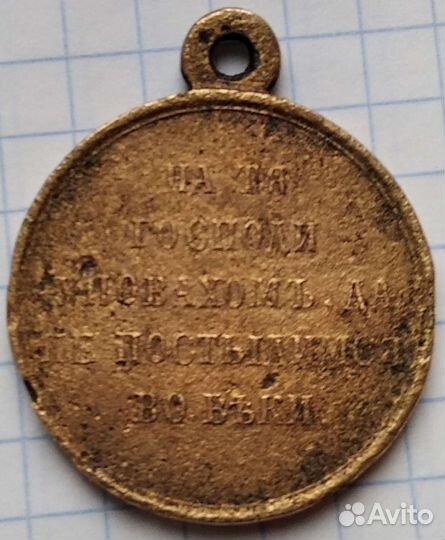 НА ТЯ
ГОСПОДИ
УПОВАХОМЪ, ДА
НЕ ПОСТЫДИМСЯ
ВО ВѢКИ
Avito